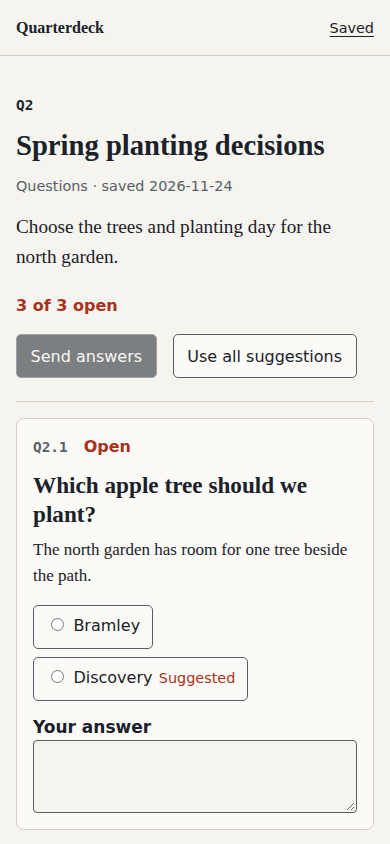 Quarterdeck
Saved
Q2
Spring planting decisions
Questions · saved 2026-11-24
Choose the trees and planting day for the
north garden.
3 of 3 open
Send answers
Use all suggestions
Q2.1 Open
Which apple tree should we
plant?
The north garden has room for one tree beside
the path.
Bramley
Discovery Suggested
Your answer